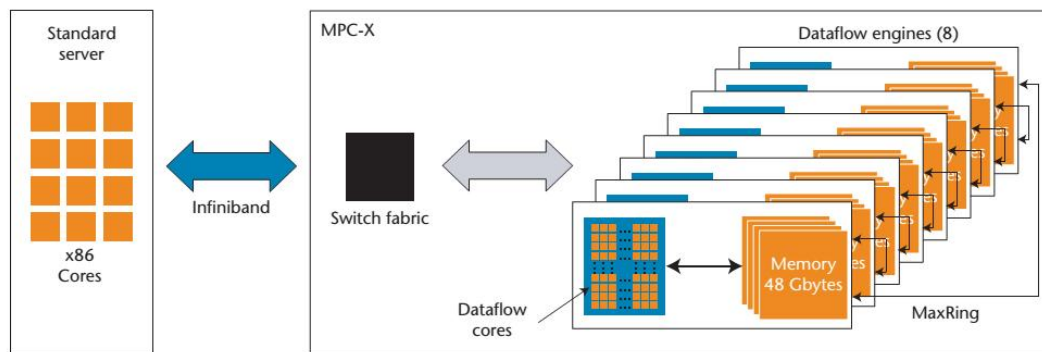 Standard
server
x86
Cores
Infiniband
MPC-X
Switch fabric
Dataflow engines (8)
Memory
48 Gbytes
Dataflow
cores
MaxRing